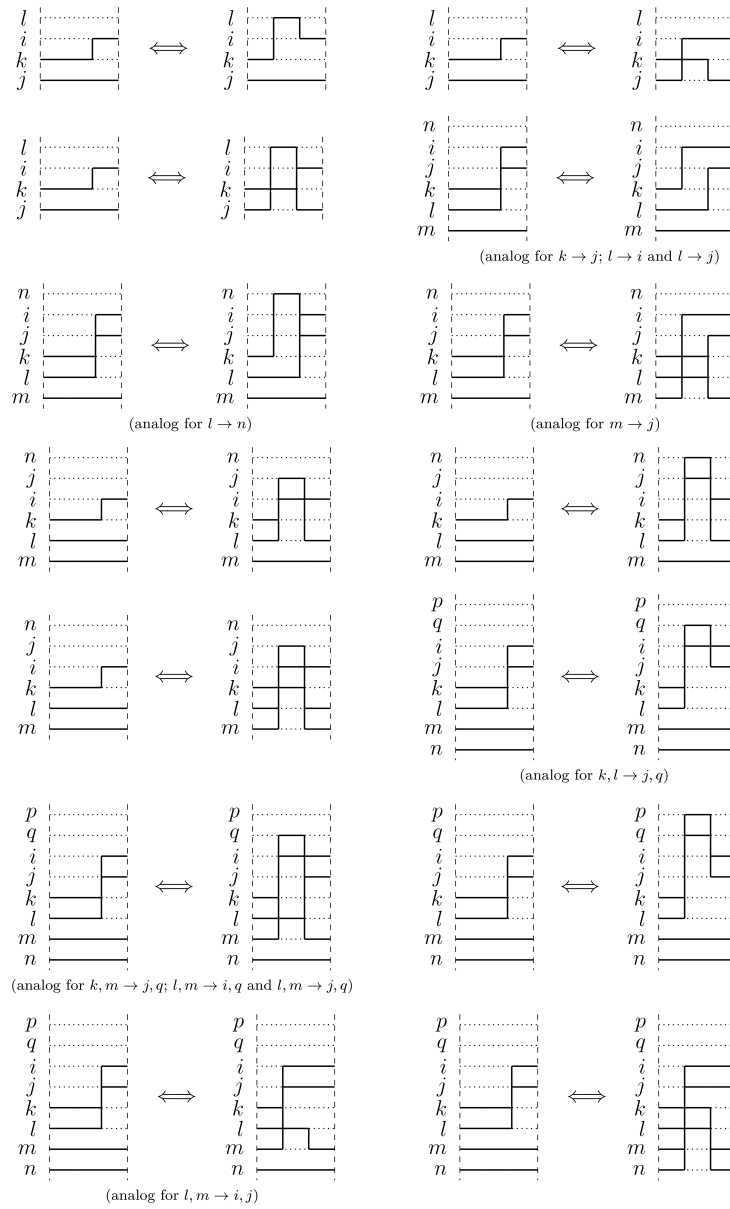 l l l l
i i i i
k k k k
j j j j
n n
l l i i
i i j j
k k k k
j j l l
m m
(analog for k → j; l → i and l → j)
n n n n
i i i i
j j j j
k k k k
l l l l
m m m m
(analog for l → n) (analog for m → j)
n n n n
j j j j
i i i i
k k k k
l l l l
m m m m
p p
n n q q
j j i i
i i j j
k k k k
l l l l
m m m m
n n
(analog for k, l → j, q)
p p p p
q q q q
i i i i
j j j j
k k k k
l l l l
m m m m
n n n n
(analog for k, m → j, q; l, m → i, q and l, m → j, q)
p p p p
q q q q
i i i i
j j j j
k k k k
l l l l
m m m m
n n n n
(analog for l, m → i, j)